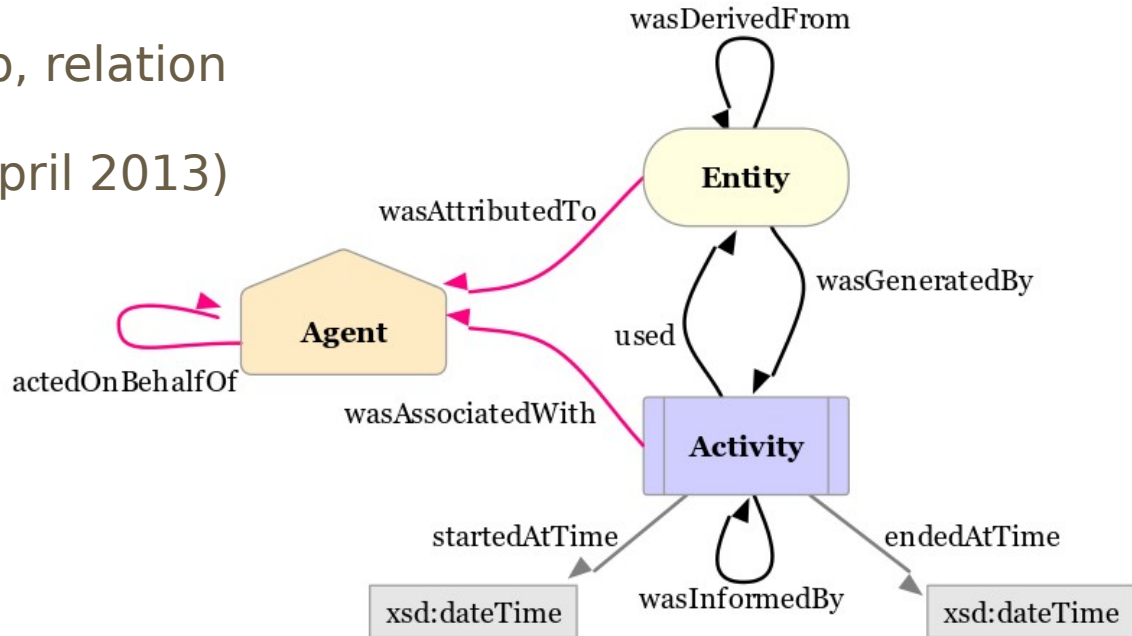 wasDerivedFrom
, relation
Entity
pril 2013)
wasAttributedTo
wasGeneratedBy
Agent
used
actedOnBehalfOf
wasAssociatedWith
Activity
startedAtTime
endedAtTime
wasInformedBy
xsd:dateTime
xsd:dateTime